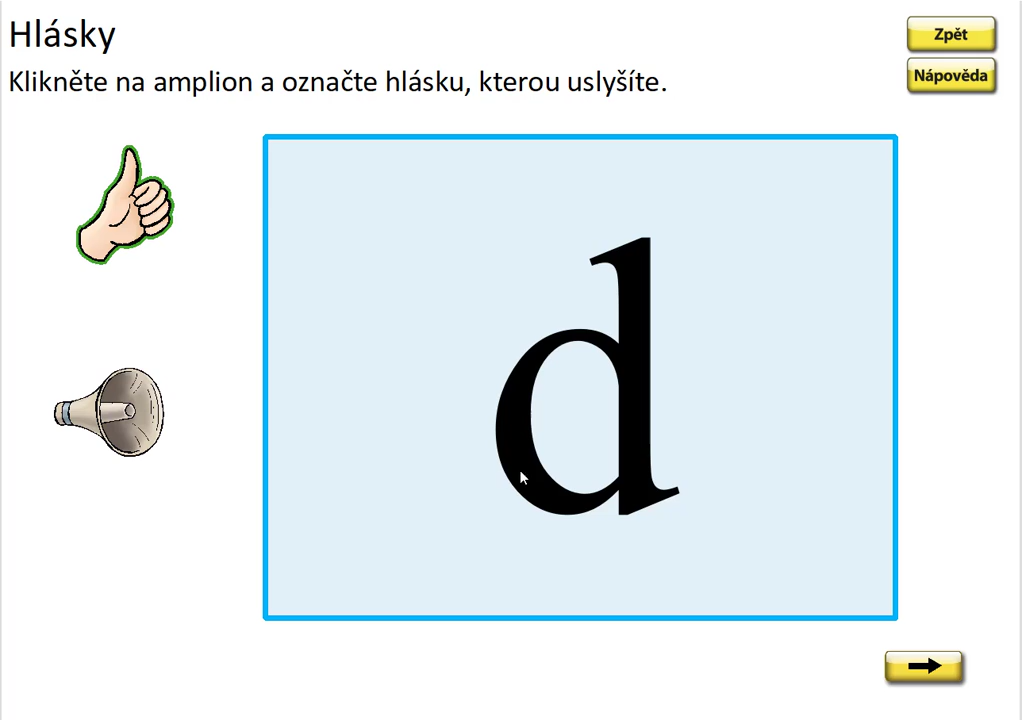 Hlásky
Zpět
Klikněte na amplion a označte hlásku, kterou uslyšíte.
Nápověda
d